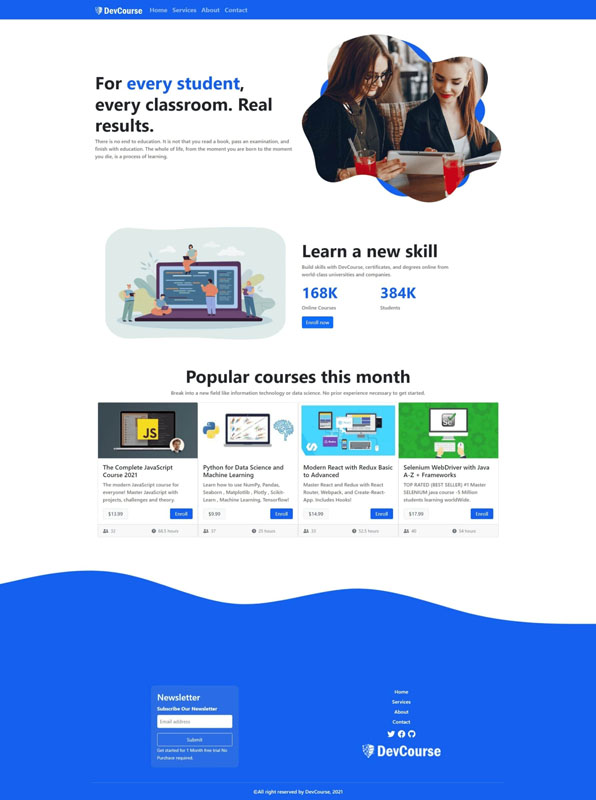 DevCourse Home Services About Contact
For every student,
every classroom. Real
results.
There is no end to education. It is not that you read a book, pass an examination, and
finish with education. The whole of life, from the moment you are born to the moment
you die, is a process of learning.
Learn a new skill
Build skills with DevCourse, certificates, and degrees online from
world-class universities and companies
168K 384K
Online Courses Students
Enroll now
Popular courses this month
Break into a new field like information technology or data science. No prior experience necessary to get started.
JS
Se
The Complete JavaScript
Course 2021
The modern JavaScript course for
everyone! Master JavaScript with
projects, challenges and theory.
$13.99 Enroll
32 68.5 hours
Python for Data Science and
Machine Learning
Learn how to use NumPy, Pandas,
Seaborn , Matplotlib , Plotly , Scikit-
Learn , Machine Learning, Tensorflow!
$9.99 Enroll
37 25 hours
Modern React with Redux Basic
to Advanced
Master React and Redux with React
Router, Webpack, and Create-React-
App. Includes Hooks!
$14.99 Enroll
33 52.5 hours
Selenium WebDriver with Java
A-Z + Frameworks
TOP RATED (BEST SELLER) #1 Master
SELENIUM java course -5 Million
students learning worldWide.
$17.99 Enroll
40 54 hours
Newsletter
Subscribe Our Newsletter
Email address
Submit
Get started for 1 Month free trial No
Purchase required.
Home
Services
About
Contact
DevCourse
©All right reserved by DevCourse, 2021